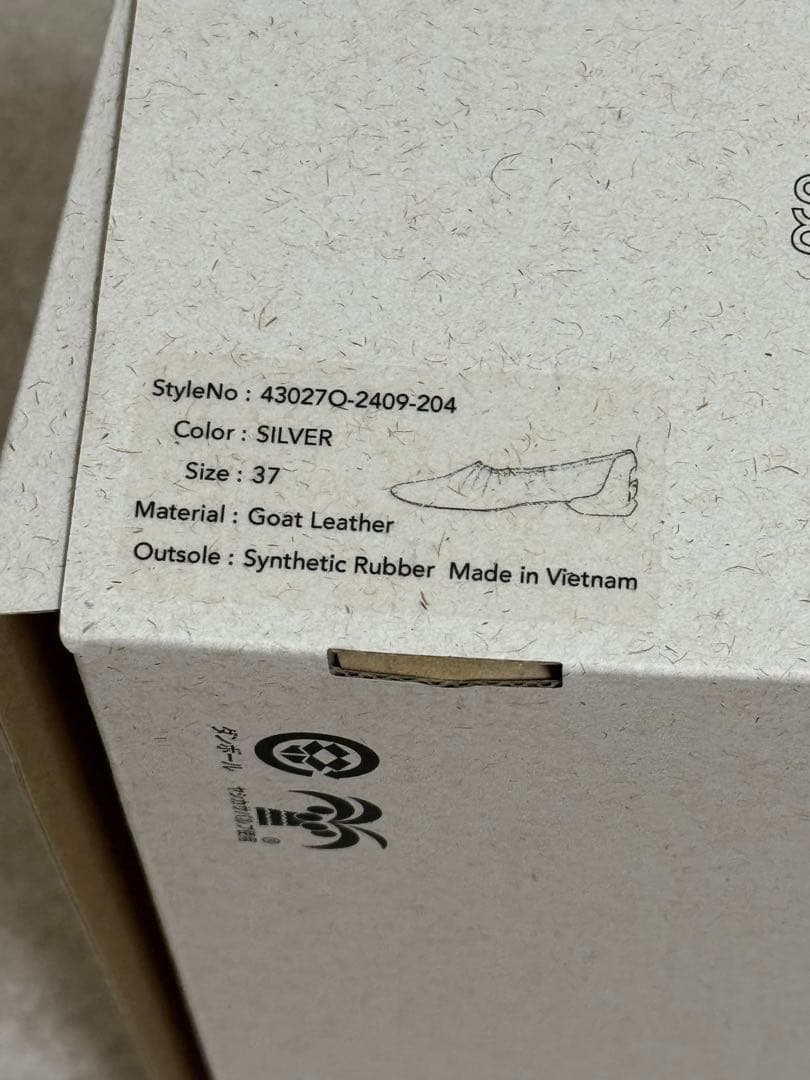 StyleNo : 43027Q-2409-204
Color : SILVER
Size : 37
Material : Goat Leather
Outsole : Synthetic Rubber Made in Vietnam
ダンボール